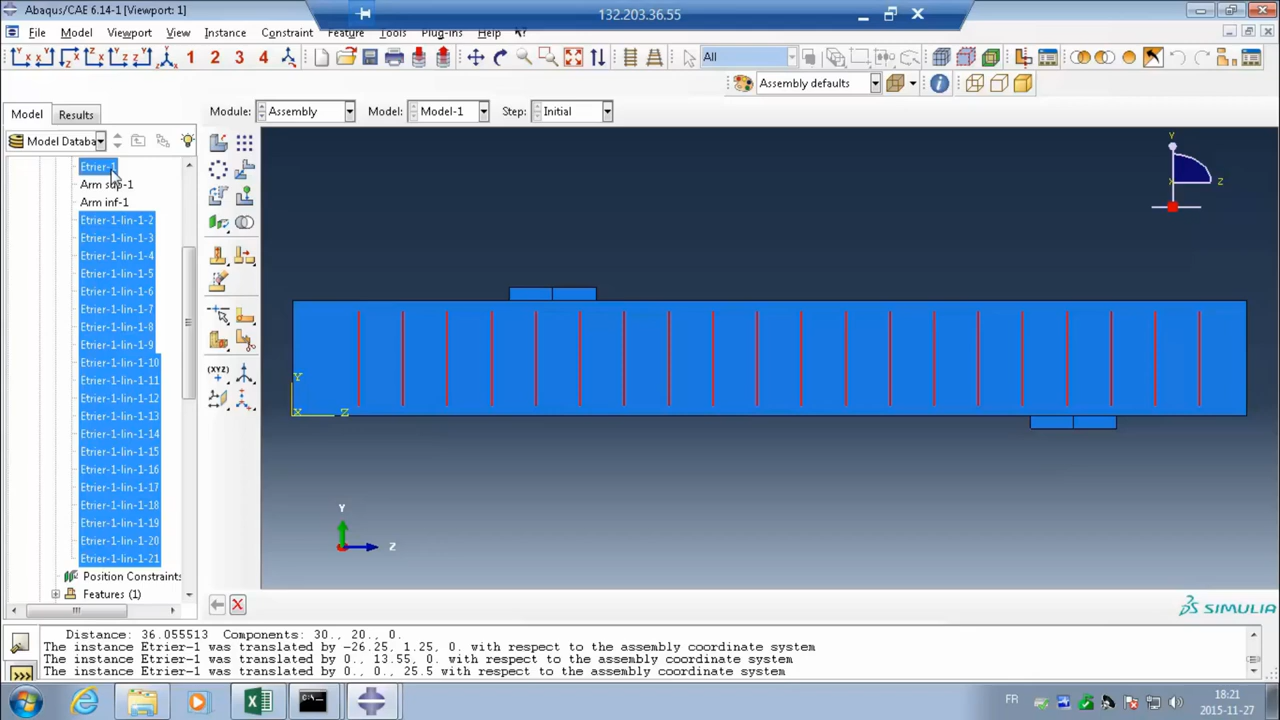 Abaqus/CAE 6.14-1 [Viewport: 1]
132.203.36.55
File Model Viewport View Instance Constraint Feature Tools Plug-ins Help
1 2 3 4 All
Assembly defaults
Model Results
Module: Assembly Model: Model-1 Step: Initial
Model Databa
Etrier-1
Arm sup-1
Arm inf-1
Etrier-1-lin-1-2
Etrier-1-lin-1-3
Etrier-1-lin-1-4
Etrier-1-lin-1-5
Etrier-1-lin-1-6
Etrier-1-lin-1-7
Etrier-1-lin-1-8
Etrier-1-lin-1-9
Etrier-1-lin-1-10
Etrier-1-lin-1-11
Etrier-1-lin-1-12
Etrier-1-lin-1-13
Etrier-1-lin-1-14
Etrier-1-lin-1-15
Etrier-1-lin-1-16
Etrier-1-lin-1-17
Etrier-1-lin-1-18
Etrier-1-lin-1-19
Etrier-1-lin-1-20
Etrier-1-lin-1-21
Position Constraints
Features (1)
(XYZ)
Y
X Z
Y
X Z
Y
Z
SIMULIA
Distance: 36.055513 Components: 30., 20., 0.
The instance Etrier-1 was translated by -26.25, 1.25, 0. with respect to the assembly coordinate system
The instance Etrier-1 was translated by 0., 13.55, 0. with respect to the assembly coordinate system
The instance Etrier-1 was translated by 0., 0., 25.5 with respect to the assembly coordinate system
FR
18:21
2015-11-27